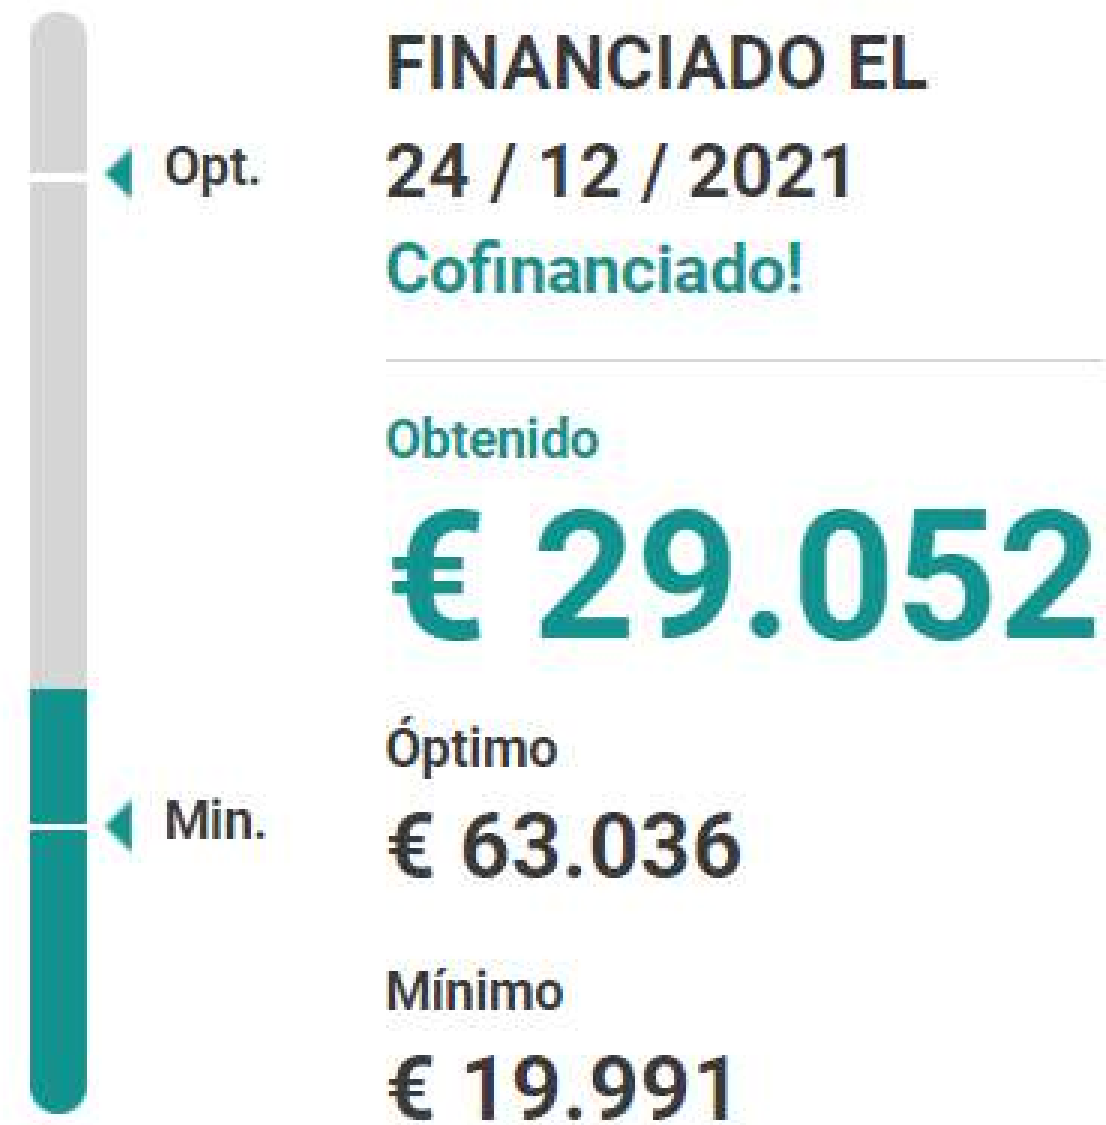 FINANCIADO EL
24 / 12 / 2021
Cofinanciado!
Opt.
Obtenido
€ 29.052
Óptimo
€ 63.036
Min.
Mínimo
€ 19.991